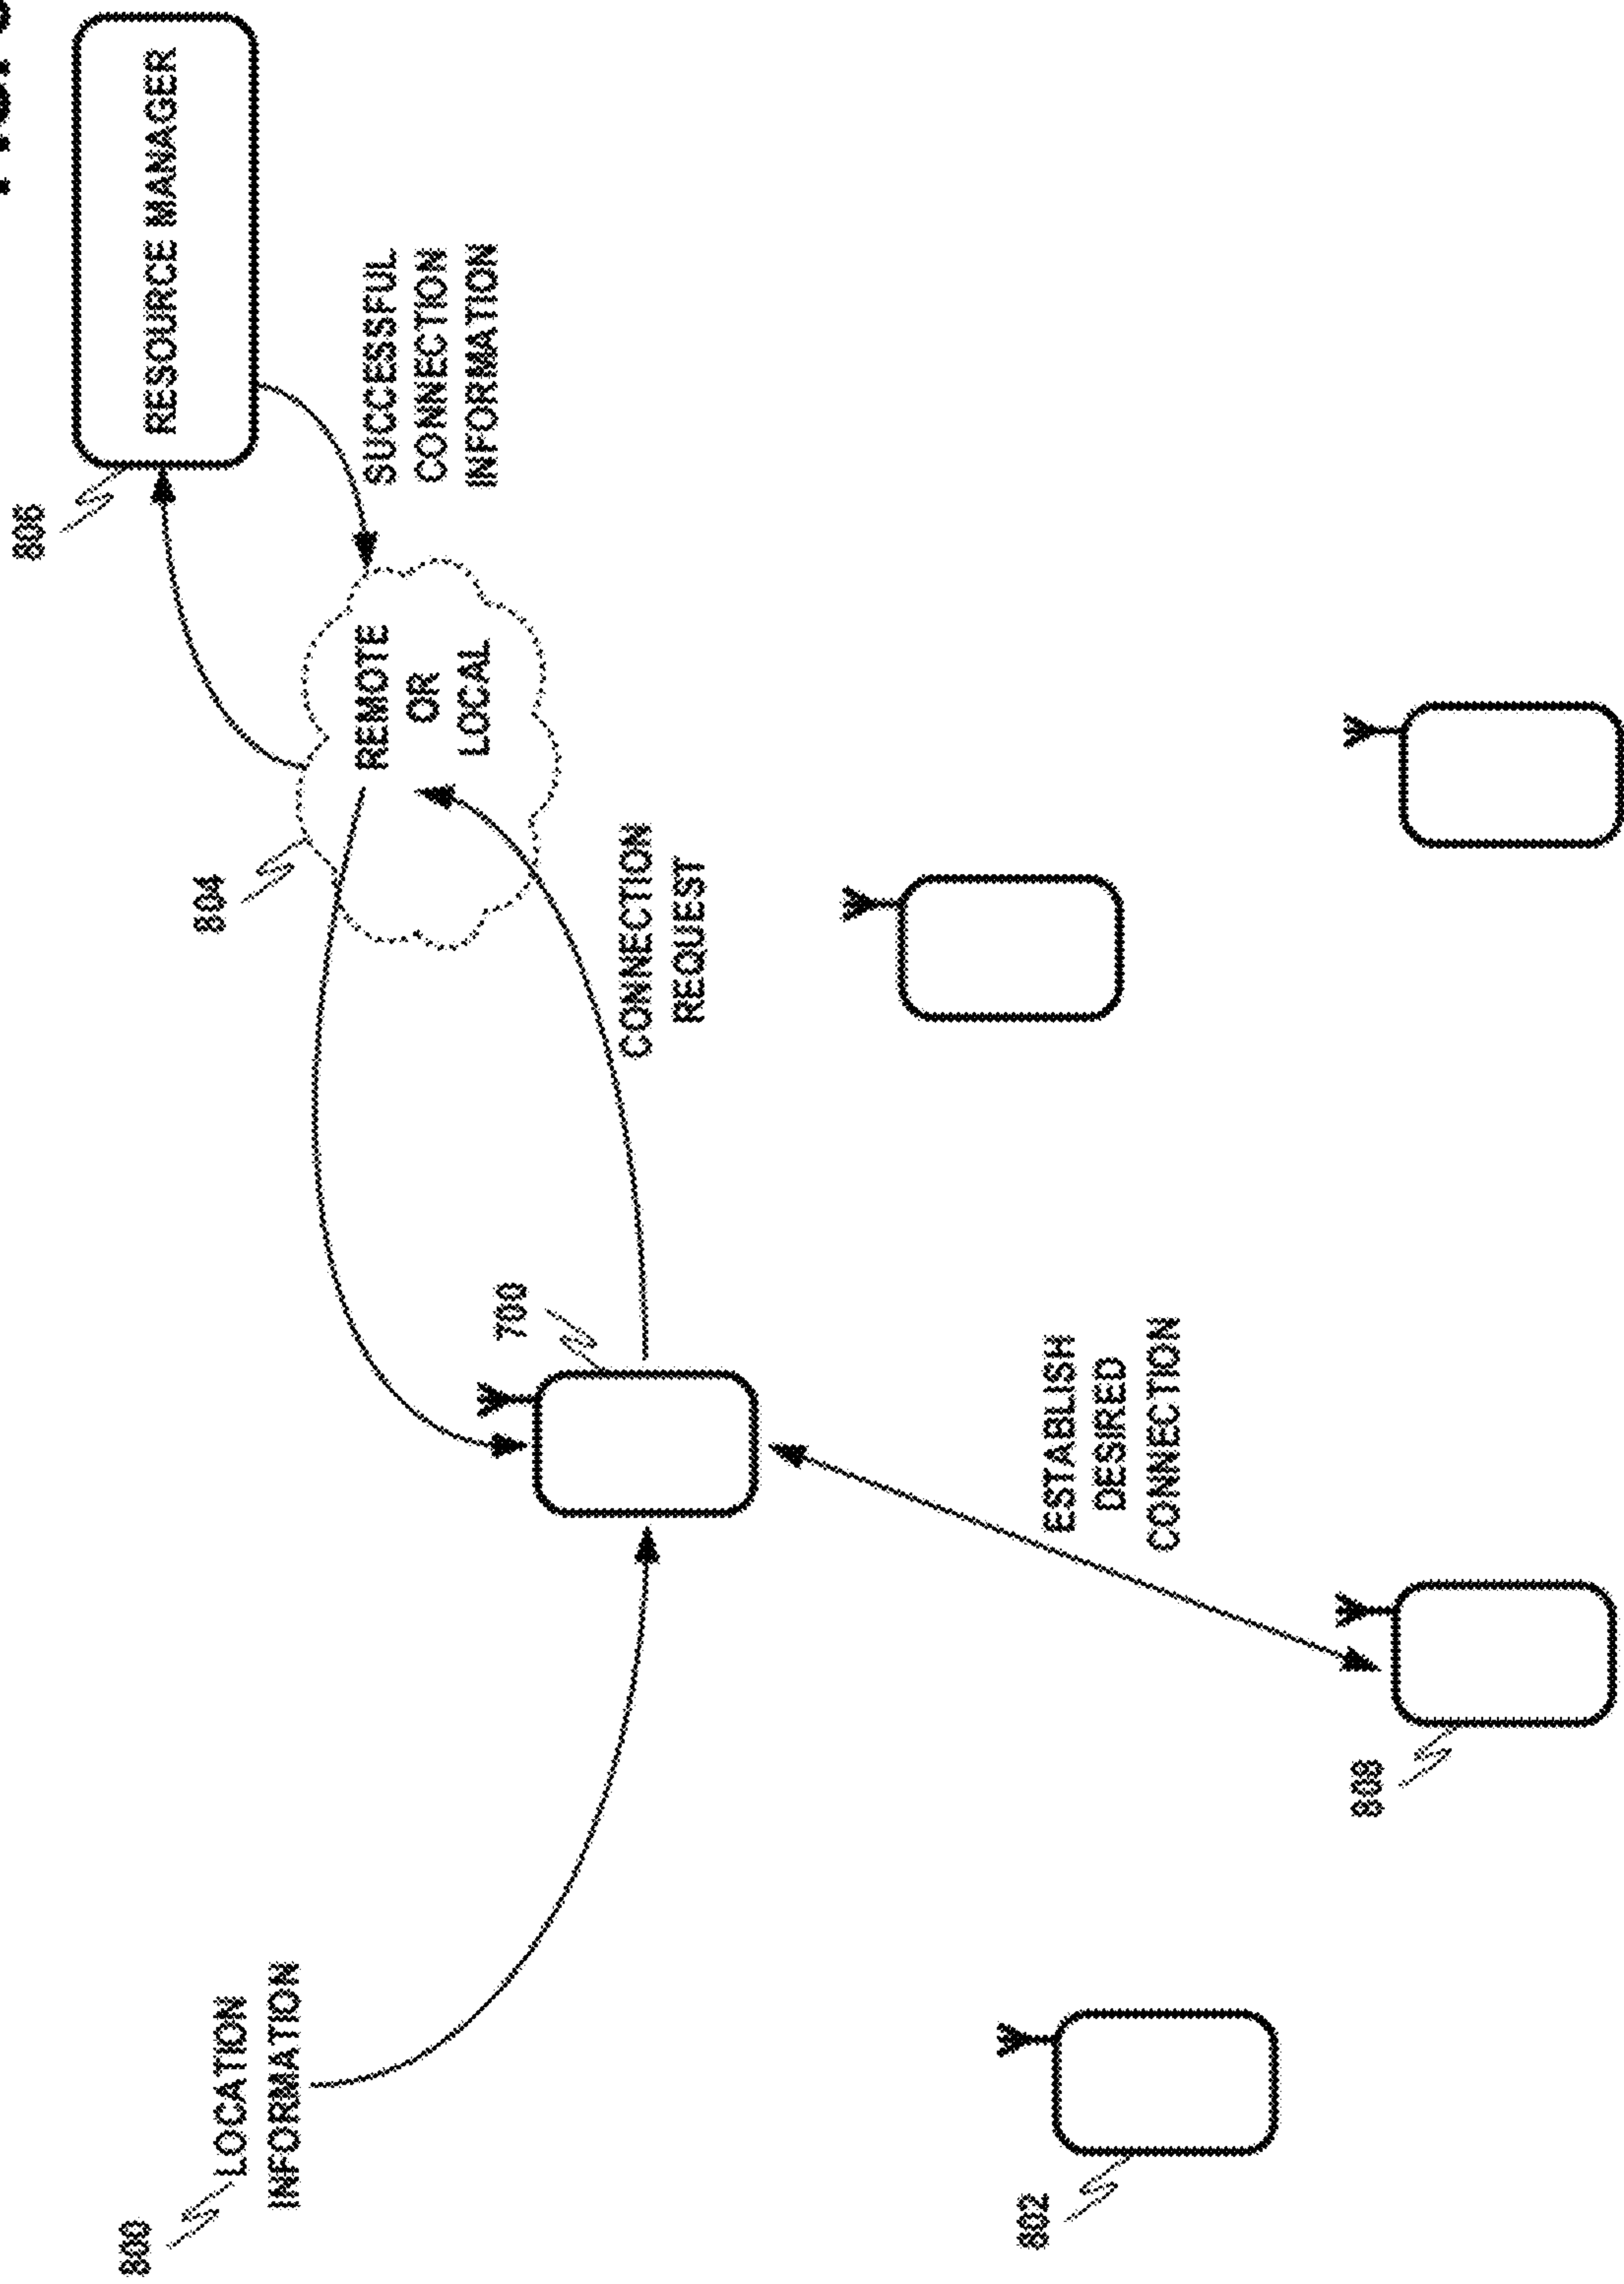 806
RESOURCE MANAGER
SUCCESSFUL
CONNECTION
INFORMATION
804
REMOTE
OR
LOCAL
CONNECTION
REQUEST
700
800
LOCATION
INFORMATION
ESTABLISH
DESIRED
CONNECTION
802
808